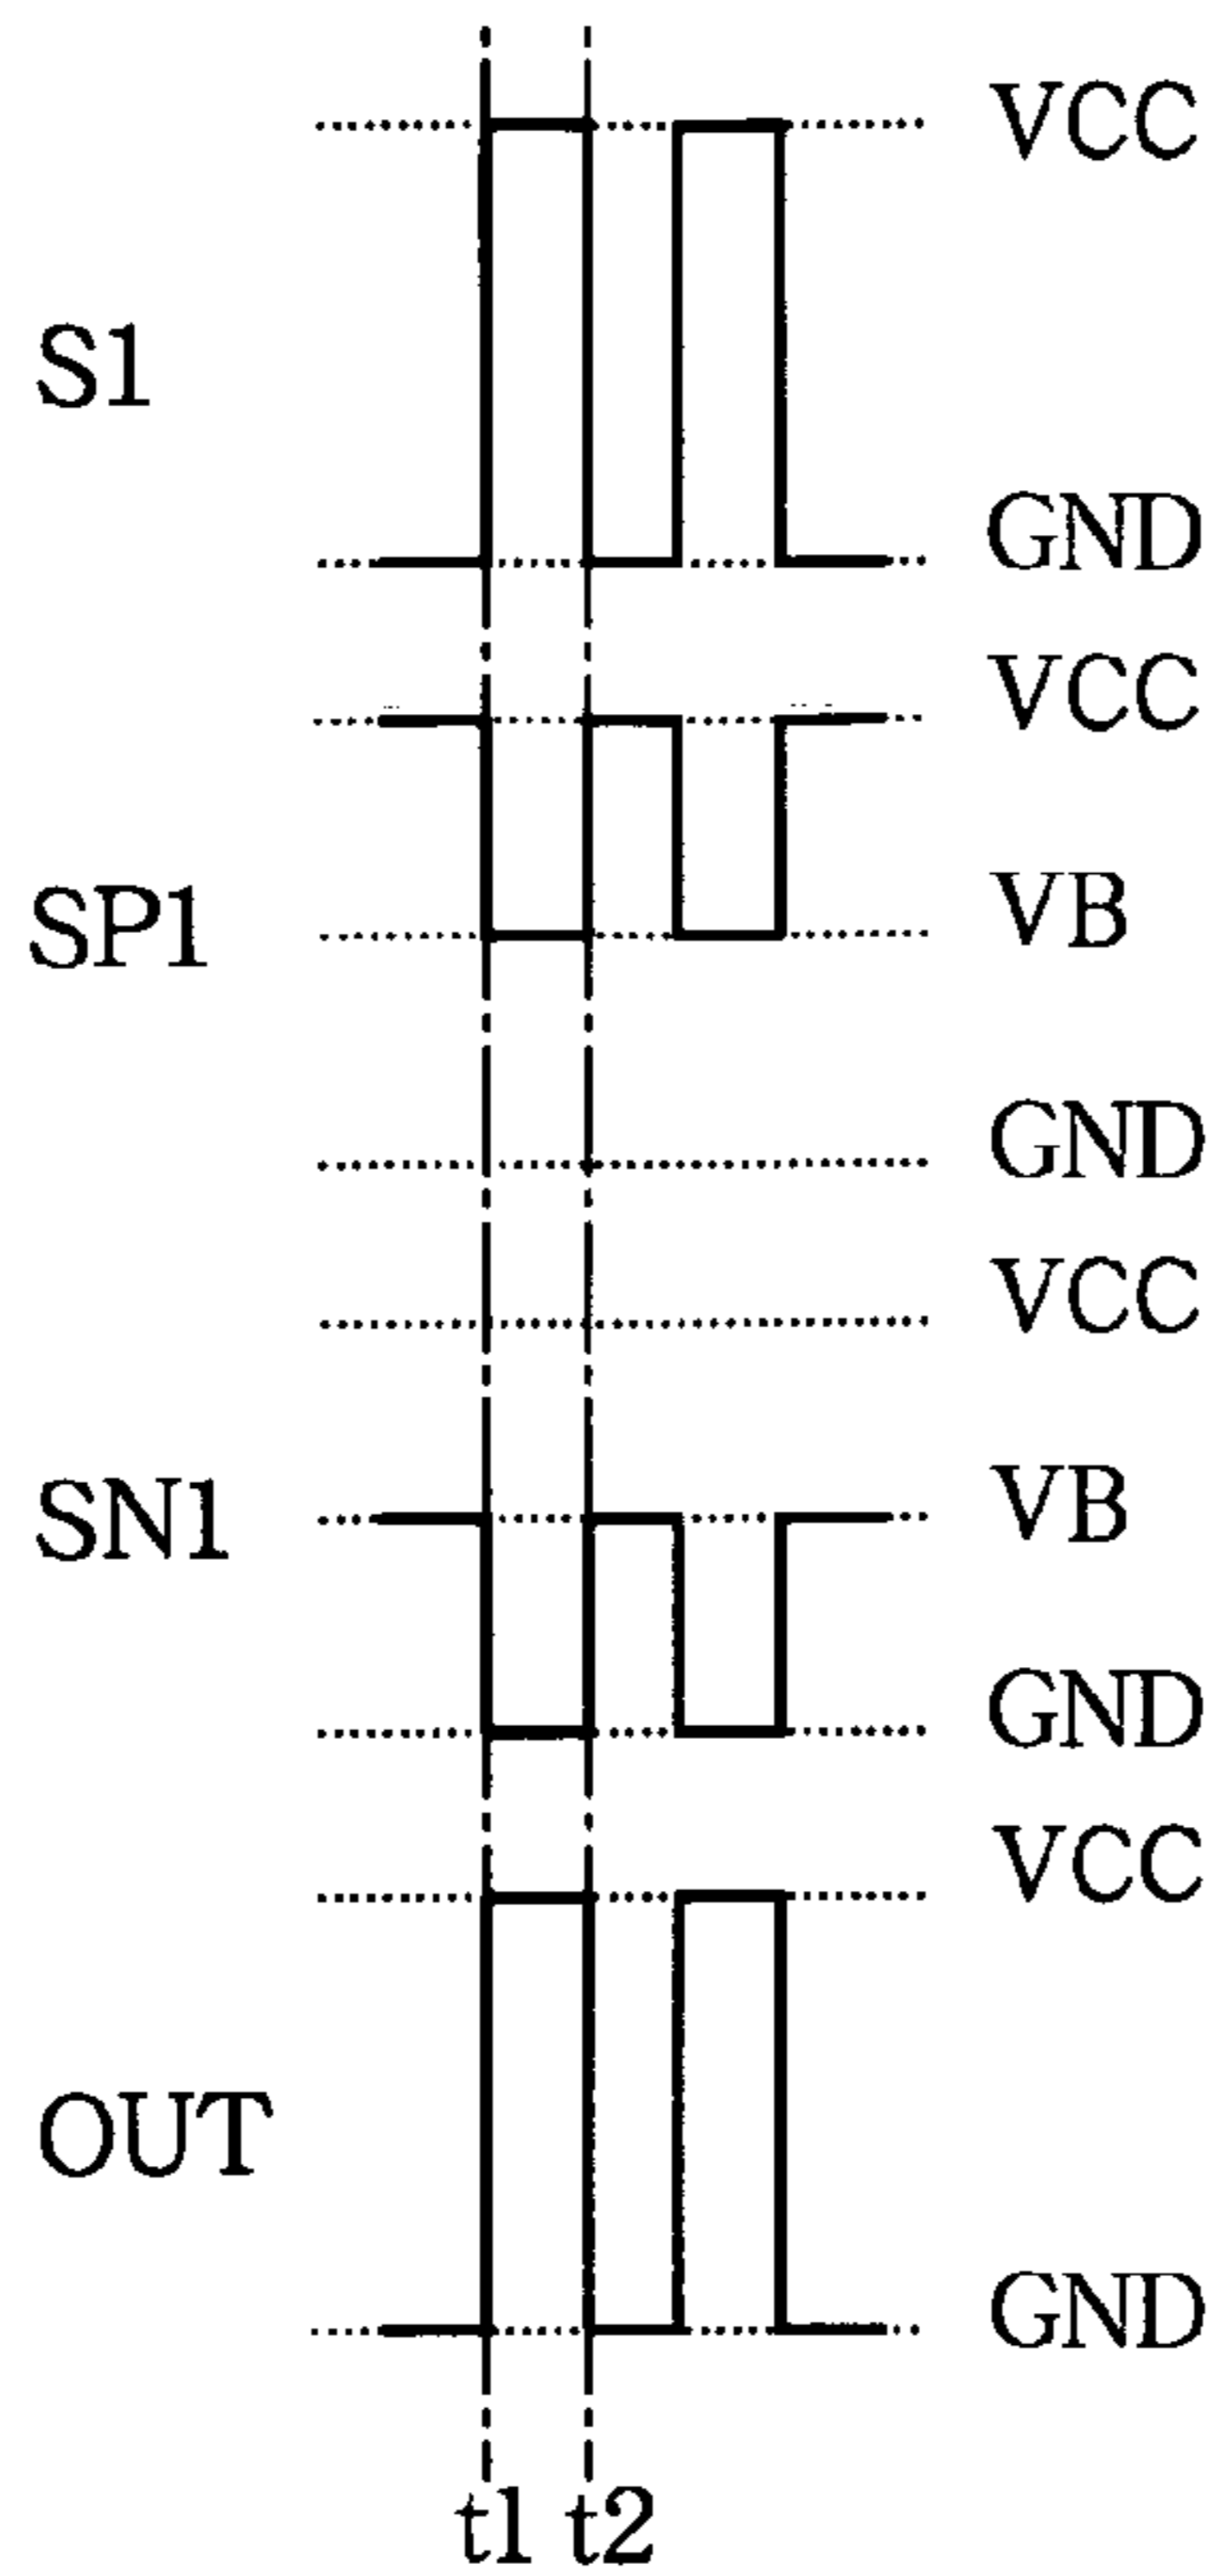 VCC
S1
GND
VCC
SP1
VB
GND
VCC
SN1
VB
GND
VCC
OUT
GND
t1 t2